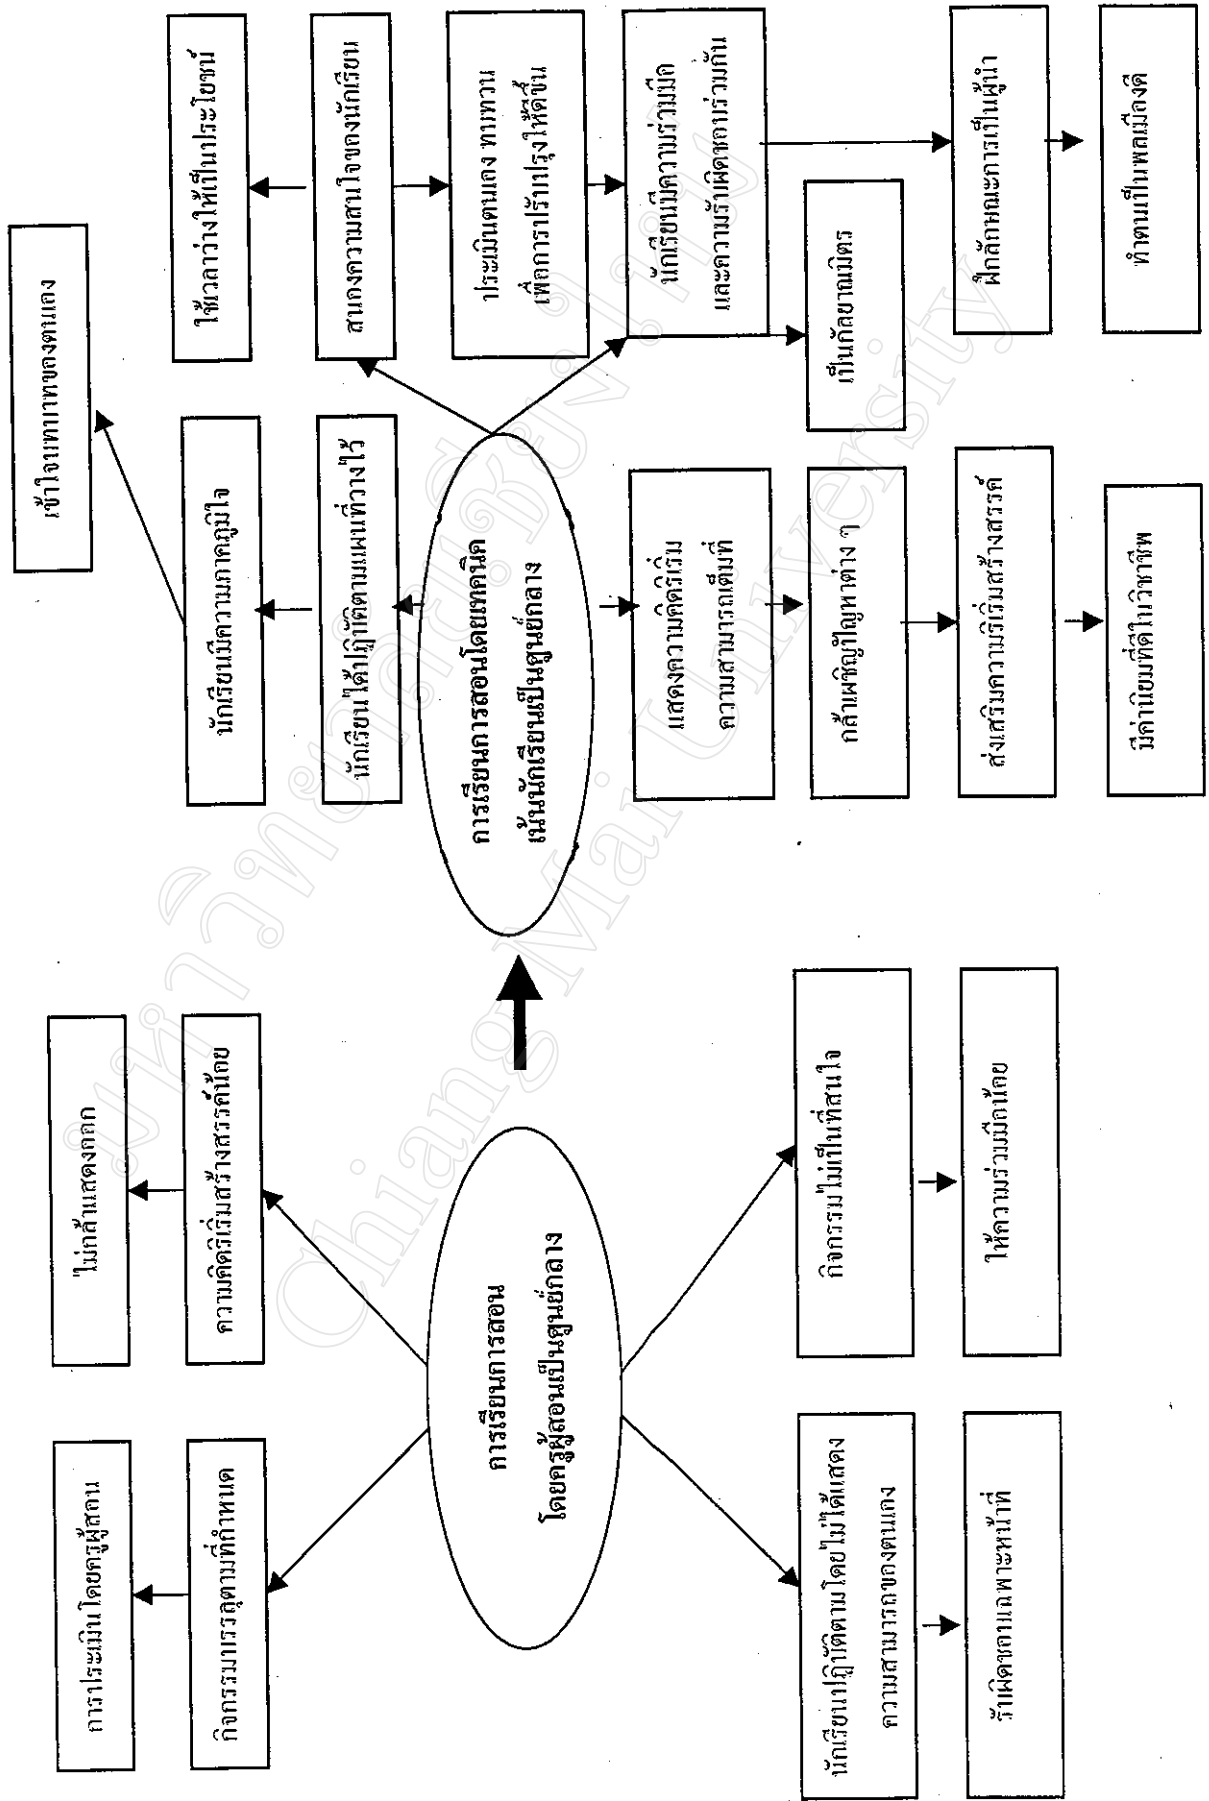 การประเมินโดยครูผู้สอน
ไม่กล้าแสดงออก
กิจกรรมบรรลุตามที่กำหนด
ความคิดริเริ่มสร้างสรรค์น้อย
การเรียนการสอน
โดยครูผู้สอนเป็นศูนย์กลาง
นักเรียนปฏิบัติตามโดยไม่ได้แสดง
ความสามารถของตนเอง
กิจกรรมไม่เป็นที่สนใจ
รับผิดชอบเฉพาะหน้าที่
ให้ความร่วมมือน้อย
เข้าใจบทบาทของตนเอง
นักเรียนมีความภาคภูมิใจ
ใช้เวลาว่างให้เป็นประโยชน์
นักเรียนได้ปฏิบัติตามแผนที่วางไว้
สนองความสนใจของนักเรียน
การเรียนการสอนโดยเทคนิค
เน้นนักเรียนเป็นศูนย์กลาง
ประเมินตนเอง ทบทวน
เพื่อการปรับปรุงให้ดีขึ้น
แสดงความคิดริเริ่ม
ความสามารถเต็มที่
นักเรียนมีความร่วมมือ
และความรับผิดชอบร่วมกัน
กล้าเผชิญปัญหาต่าง ๆ
เป็นกัลยาณมิตร
ส่งเสริมความริเริ่มสร้างสรรค์
ฝึกลักษณะการเป็นผู้นำ
มีค่านิยมที่ดีในวิชาชีพ
ทำตนเป็นพลเมืองดี
มหาวิทยาลัยเชียงใหม่
Chiang Mai University